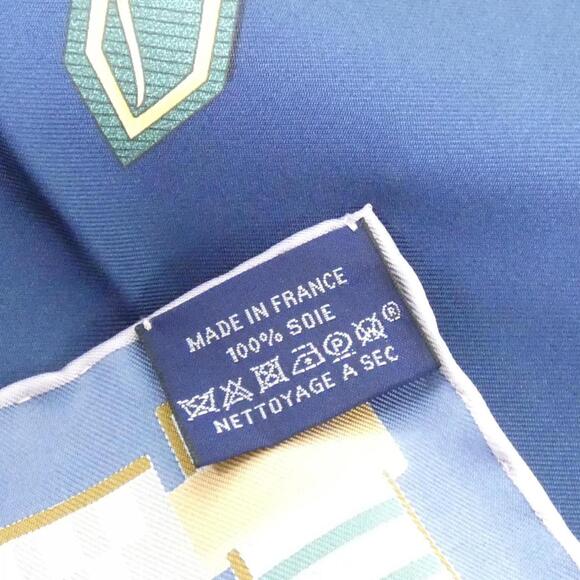 MADE IN FRANCE
100% SOIE
®
NETTOYAGE A SEC